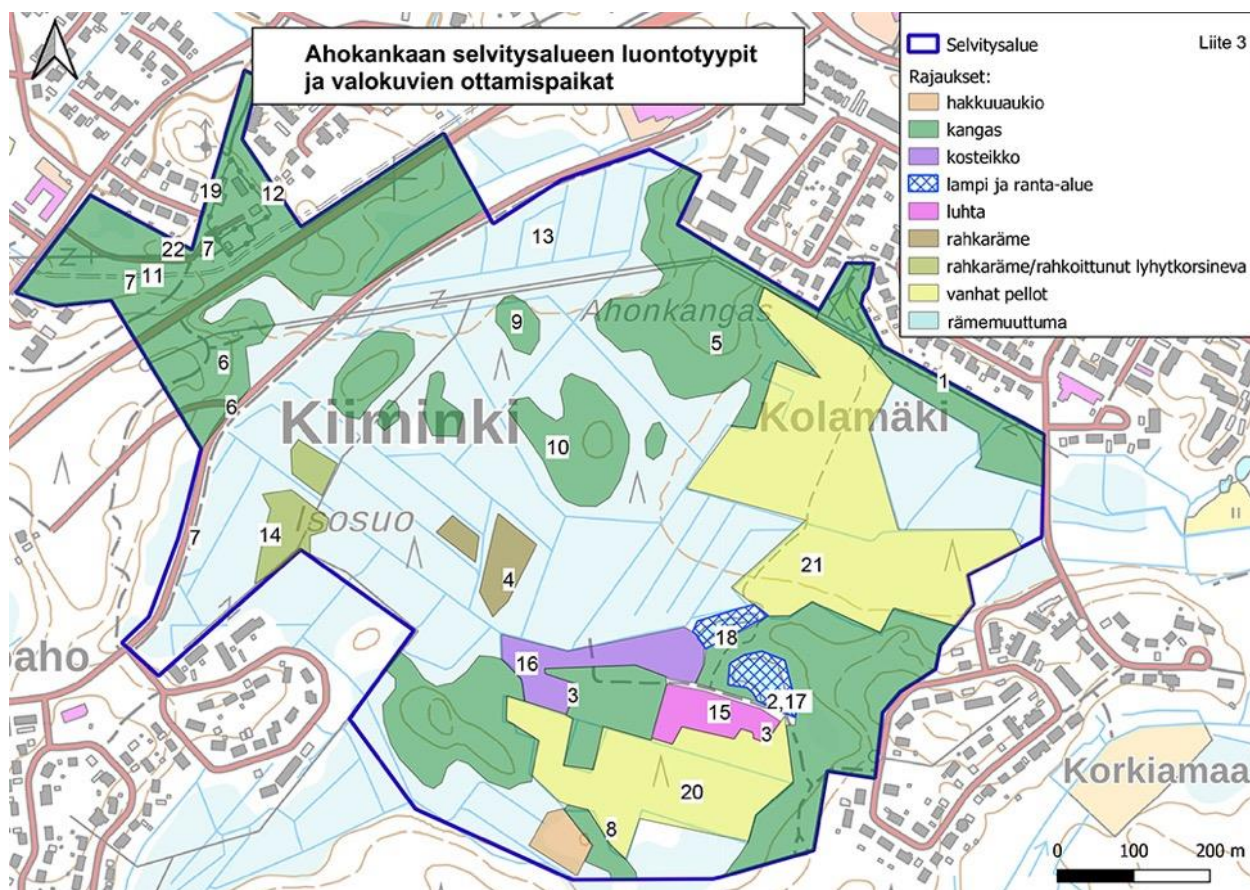 Ahokankaan selvitysalueen luontotyypit
ja valokuvien ottamispaikat
Selvitysalue
Liite 3
Rajaukset:
hakkuuaukio
kangas
kosteikko
lampi ja ranta-alue
luhta
rahkaräme
rahkaräme/rahkoittunut lyhytkorsineva
vanhat pellot
rämemuuttuma
19
12
22
7
7
11
13
Z
Z
9
Ahonkangas
5
6
1
6
Kiiminki
Kolamäki
10
Z
7
14
Isosuo
4
21
Z
18
aho
16
3
2,17
15
3
Korkiamaa
20
8
0
100
200 m